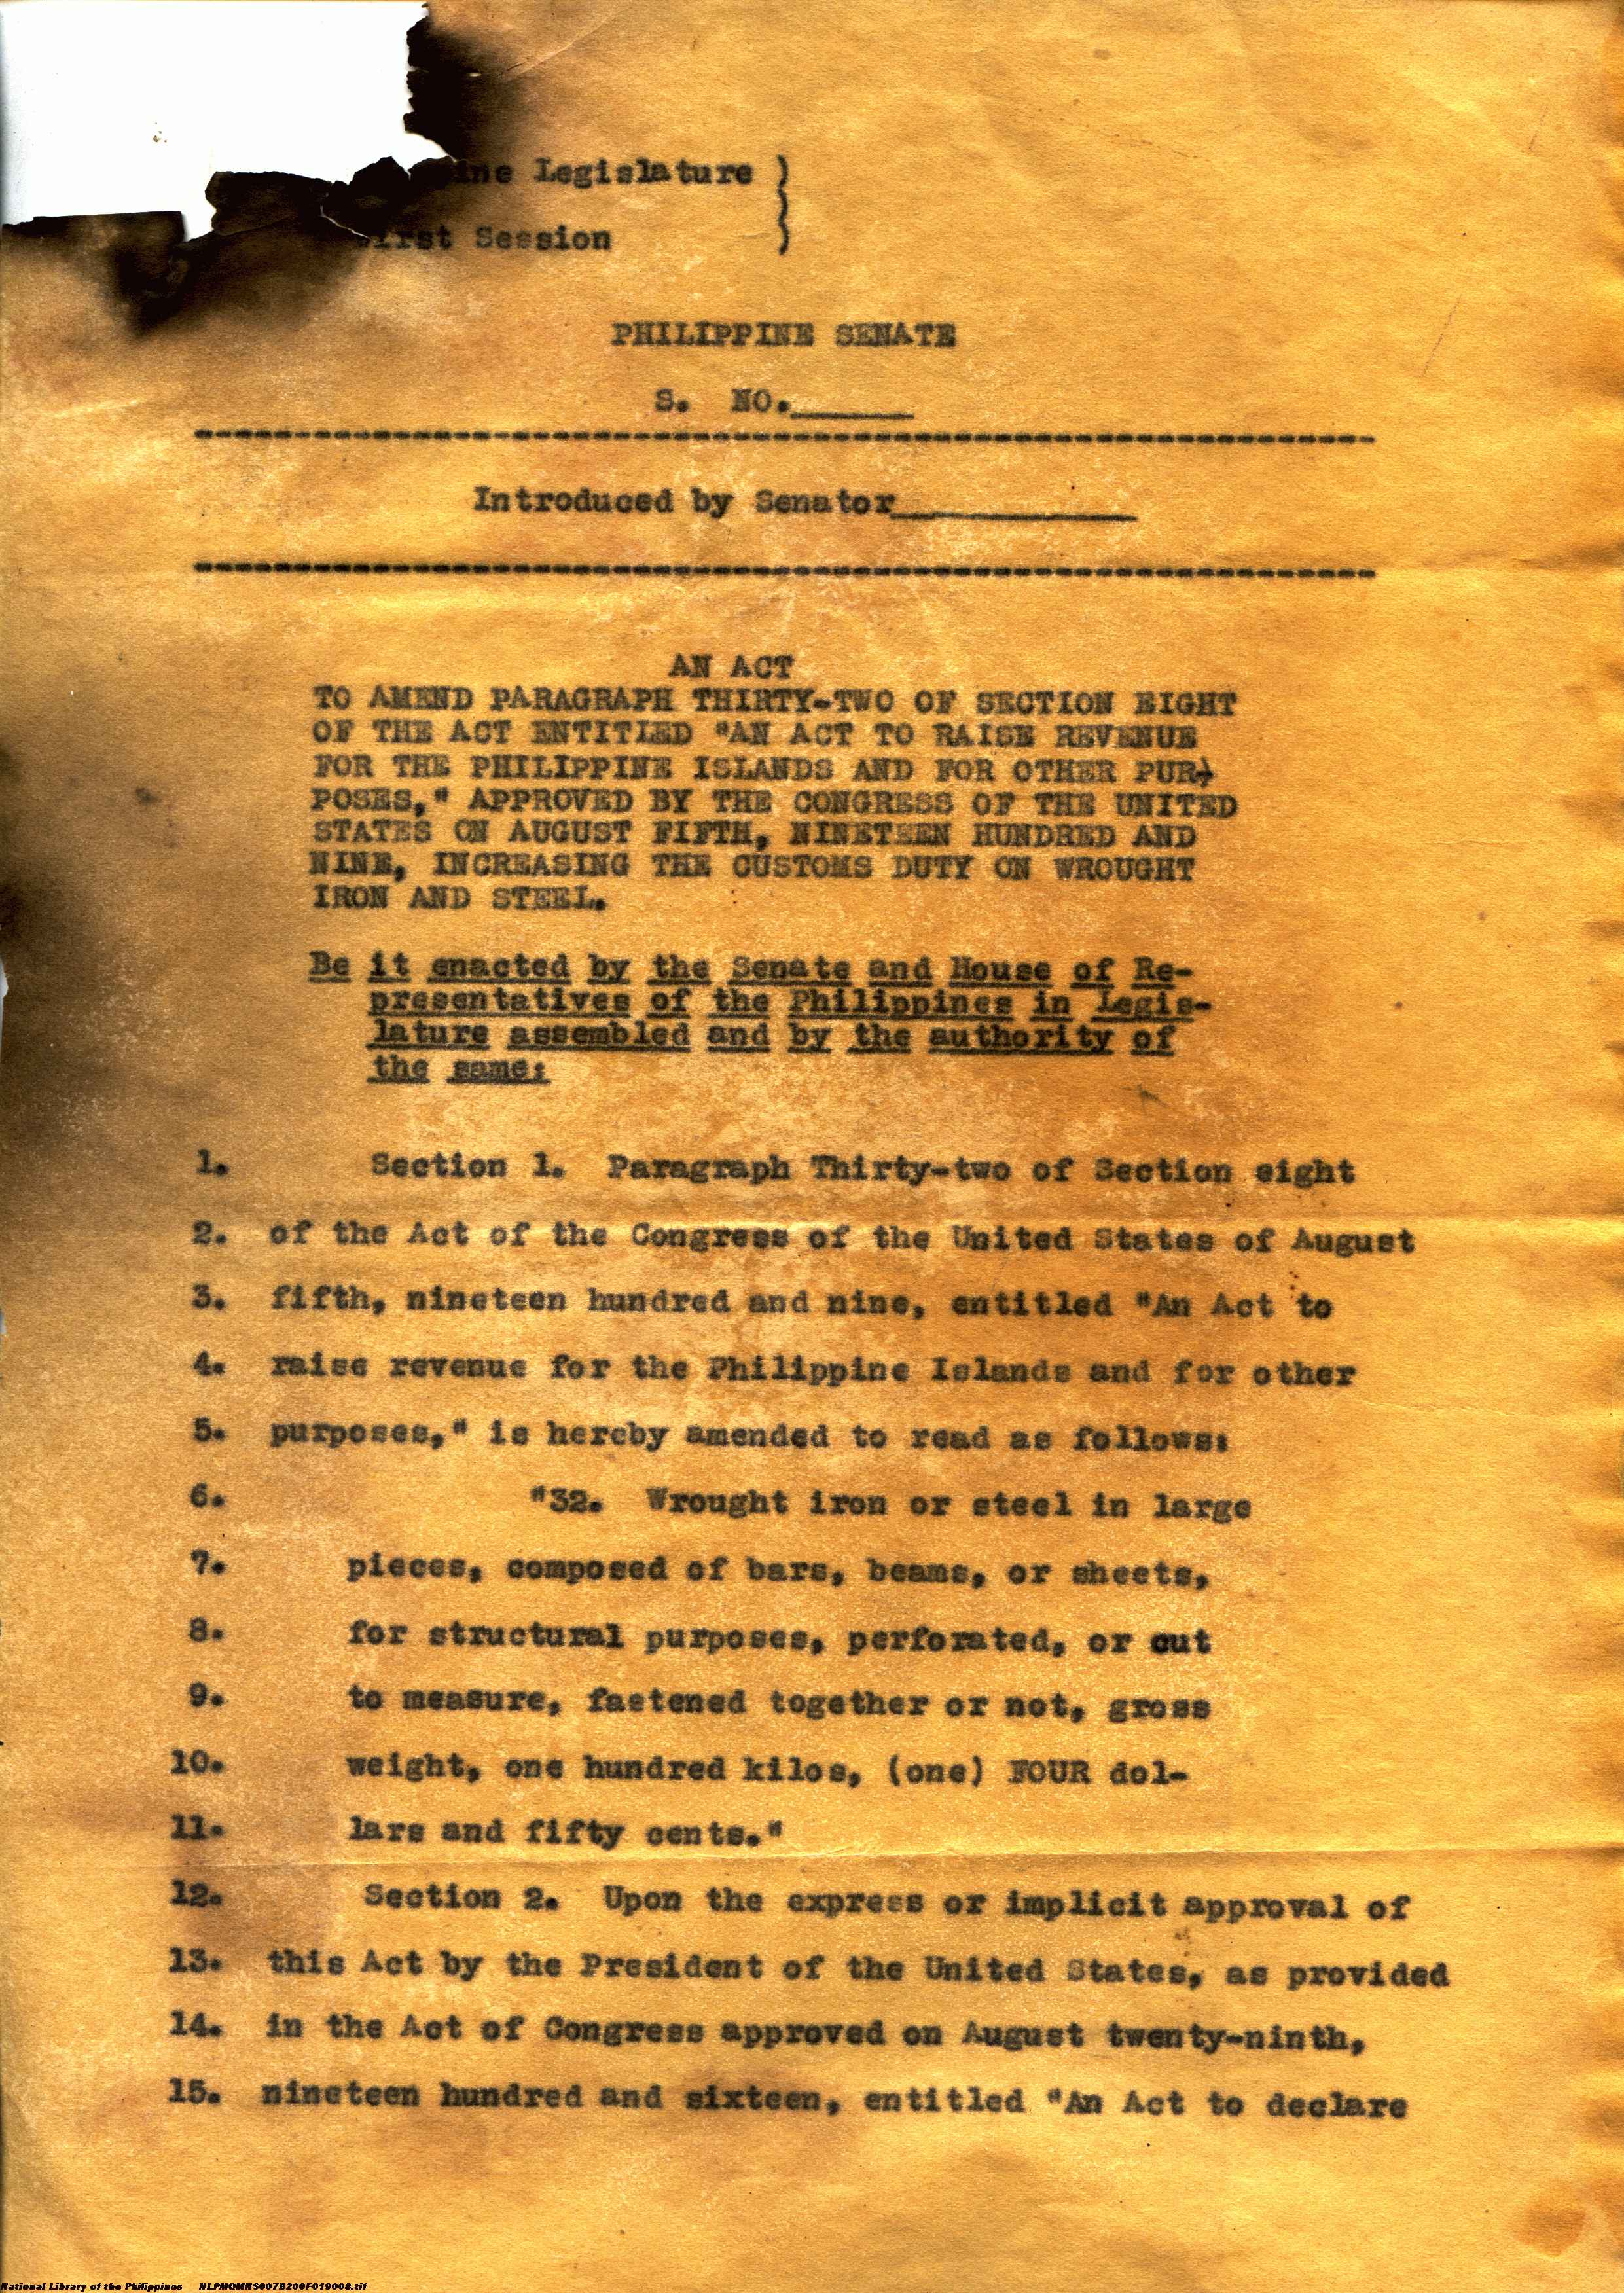 ine Legislature }
First Session
PHILIPPINE SENATE
S. NO.______
Introduced by Senator____________
AN ACT
TO AMEND PARAGRAPH THIRTY-TWO OF SECTION EIGHT
OF THE ACT ENTITIED "AN ACT TO RAISE REVENUE
FOR THE PHILIPPINE ISLANDS AND FOR OTHER PUR-
POSES," APPROVED BY THE CONGRESS OF THE UNITED
STATES ON AUGUST FIFTH, NINETEEN HUNDRED AND
NINE, INCREASING THE CUSTOMS DUTY ON WROUGHT
IRON AND STEEL.
Be it enacted by the Senate and House of Re-
presentatives of the Philippines in Legis-
lature assembled and by the authority of
the same:
1. Section 1. Paragraph Thirty-two of Section eight
2. of the Act of the Congress of the United States of August
3. fifth, nineteen hundred and nine, entitled "An Act to
4. raise revenue for the Philippine Islands and for other
5. purposes," is hereby amended to read as follows:
6. "32. Wrought iron or steel in large
7. pieces, composed of bars, beams, or sheets,
8. for structural purposes, perforated, or cut
9. to measure, fastened together or not, gross
10. weight, one hundred kilos, (one) FOUR dol-
11. lars and fifty cents."
12. Section 2. Upon the express or implicit approval of
13. this Act by the President of the United States, as provided
14. in the Act of Congress approved on August twenty-ninth,
15. nineteen hundred and sixteen, entitled "An Act to declare
National Library of the Philippines NLPMQMNS007B200F019008.tif